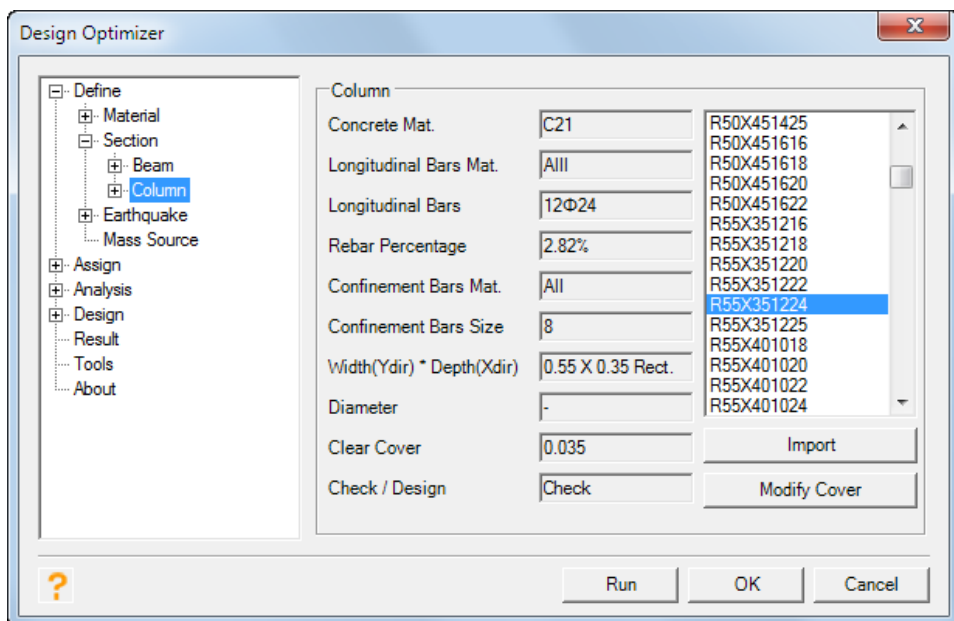 Design Optimizer
Define
Material
Section
Beam
Column
Earthquake
Mass Source
Assign
Analysis
Design
Result
Tools
About
Column
Concrete Mat. C21
Longitudinal Bars Mat. AIII
Longitudinal Bars 12Φ24
Rebar Percentage 2.82%
Confinement Bars Mat. AII
Confinement Bars Size 8
Width(Ydir) * Depth(Xdir) 0.55 X 0.35 Rect.
Diameter -
Clear Cover 0.035
Check / Design Check
R50X451425
R50X451616
R50X451618
R50X451620
R50X451622
R55X351216
R55X351218
R55X351220
R55X351222
R55X351224
R55X351225
R55X401018
R55X401020
R55X401022
R55X401024
Import
Modify Cover
?
Run OK Cancel